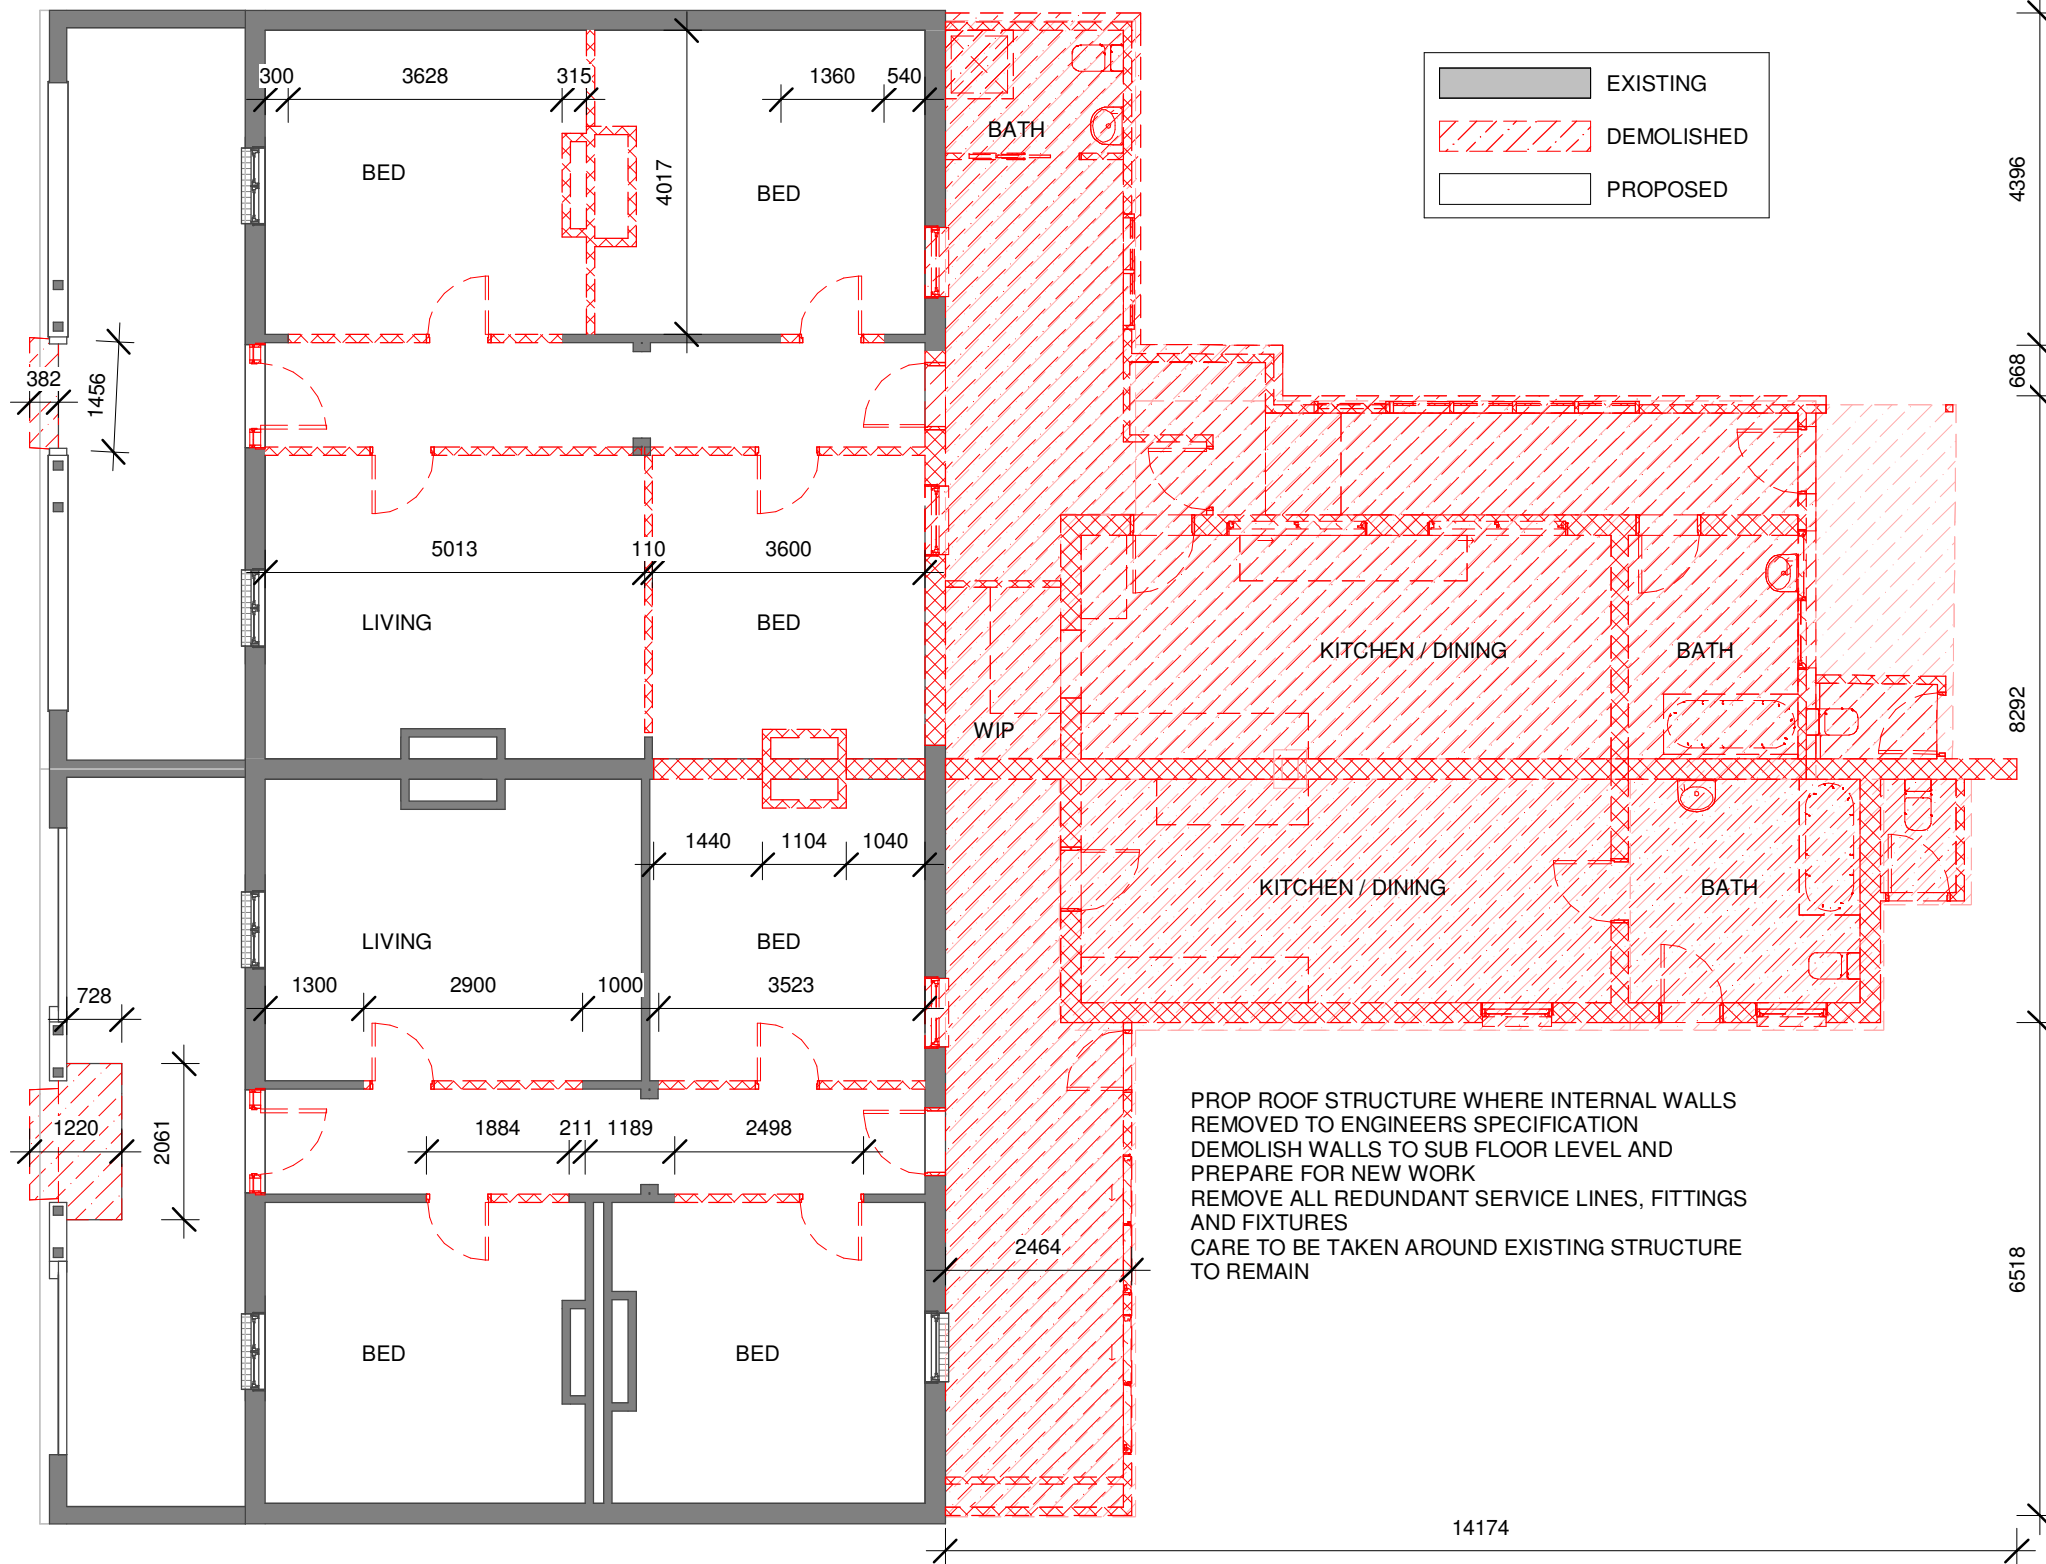 300
3628
315
1360
540
EXISTING
DEMOLISHED
PROPOSED
BATH
BED
4017
BED
4396
382
1456
668
5013
110
3600
LIVING
BED
KITCHEN / DINING
BATH
WIP
8292
1440
1104
1040
KITCHEN / DINING
BATH
LIVING
BED
1300
2900
1000
3523
728
1220
2061
1884
211
1189
2498
PROP ROOF STRUCTURE WHERE INTERNAL WALLS
REMOVED TO ENGINEERS SPECIFICATION
DEMOLISH WALLS TO SUB FLOOR LEVEL AND
PREPARE FOR NEW WORK
REMOVE ALL REDUNDANT SERVICE LINES, FITTINGS
AND FIXTURES
CARE TO BE TAKEN AROUND EXISTING STRUCTURE
TO REMAIN
2464
6518
BED
BED
14174